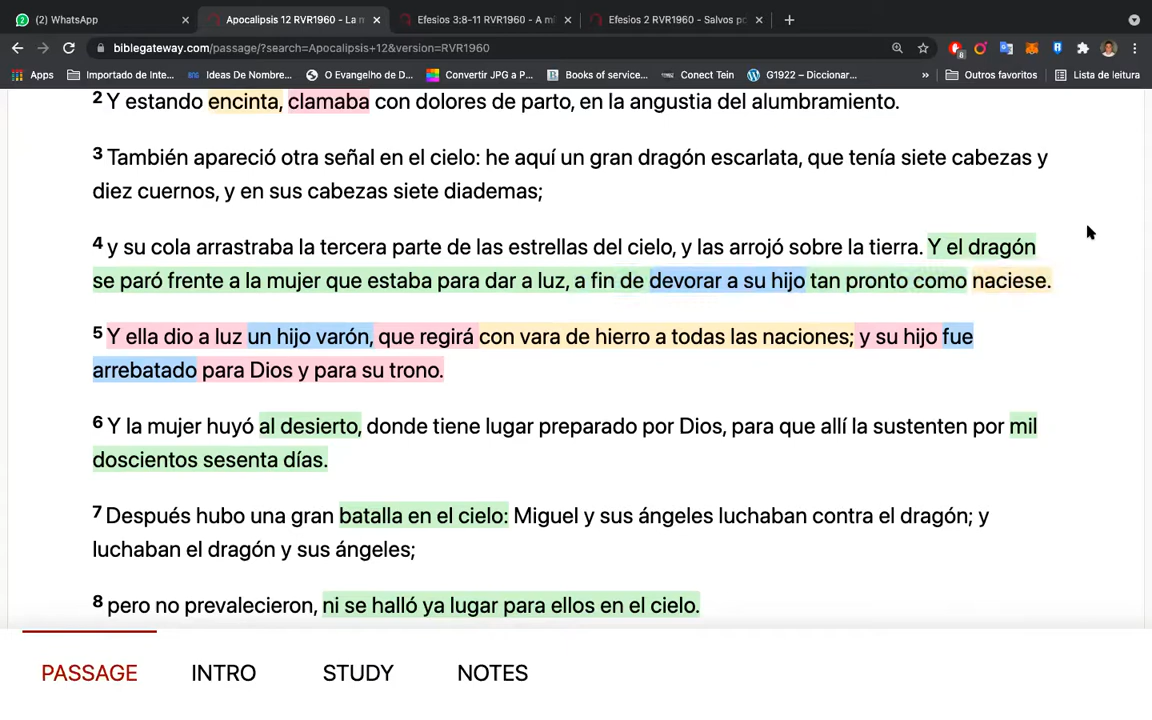 WhatsApp
Apocalipsis 12 RVR1960 - La m
Efesios 3:8-11 RVR1960 - A mi
Efesios 2 RVR1960 - Salvos po
biblegateway.com/passage/?search=Apocalipsis+12&version=RVR1960
Apps
Importado de Inte...
Ideas De Nombre...
O Evangelho de D...
Convertir JPG a P...
Books of service...
Conect Tein
G1922 – Diccionar...
»
Outros favoritos
Lista de leitura
2 Y estando encinta, clamaba con dolores de parto, en la angustia del alumbramiento.
3 También apareció otra señal en el cielo: he aquí un gran dragón escarlata, que tenía siete cabezas y
diez cuernos, y en sus cabezas siete diademas;
4 y su cola arrastraba la tercera parte de las estrellas del cielo, y las arrojó sobre la tierra. Y el dragón
se paró frente a la mujer que estaba para dar a luz, a fin de devorar a su hijo tan pronto como naciese.
5 Y ella dio a luz un hijo varón, que regirá con vara de hierro a todas las naciones; y su hijo fue
arrebatado para Dios y para su trono.
6 Y la mujer huyó al desierto, donde tiene lugar preparado por Dios, para que allí la sustenten por mil
doscientos sesenta días.
7 Después hubo una gran batalla en el cielo: Miguel y sus ángeles luchaban contra el dragón; y
luchaban el dragón y sus ángeles;
8 pero no prevalecieron, ni se halló ya lugar para ellos en el cielo.
PASSAGE INTRO STUDY NOTES